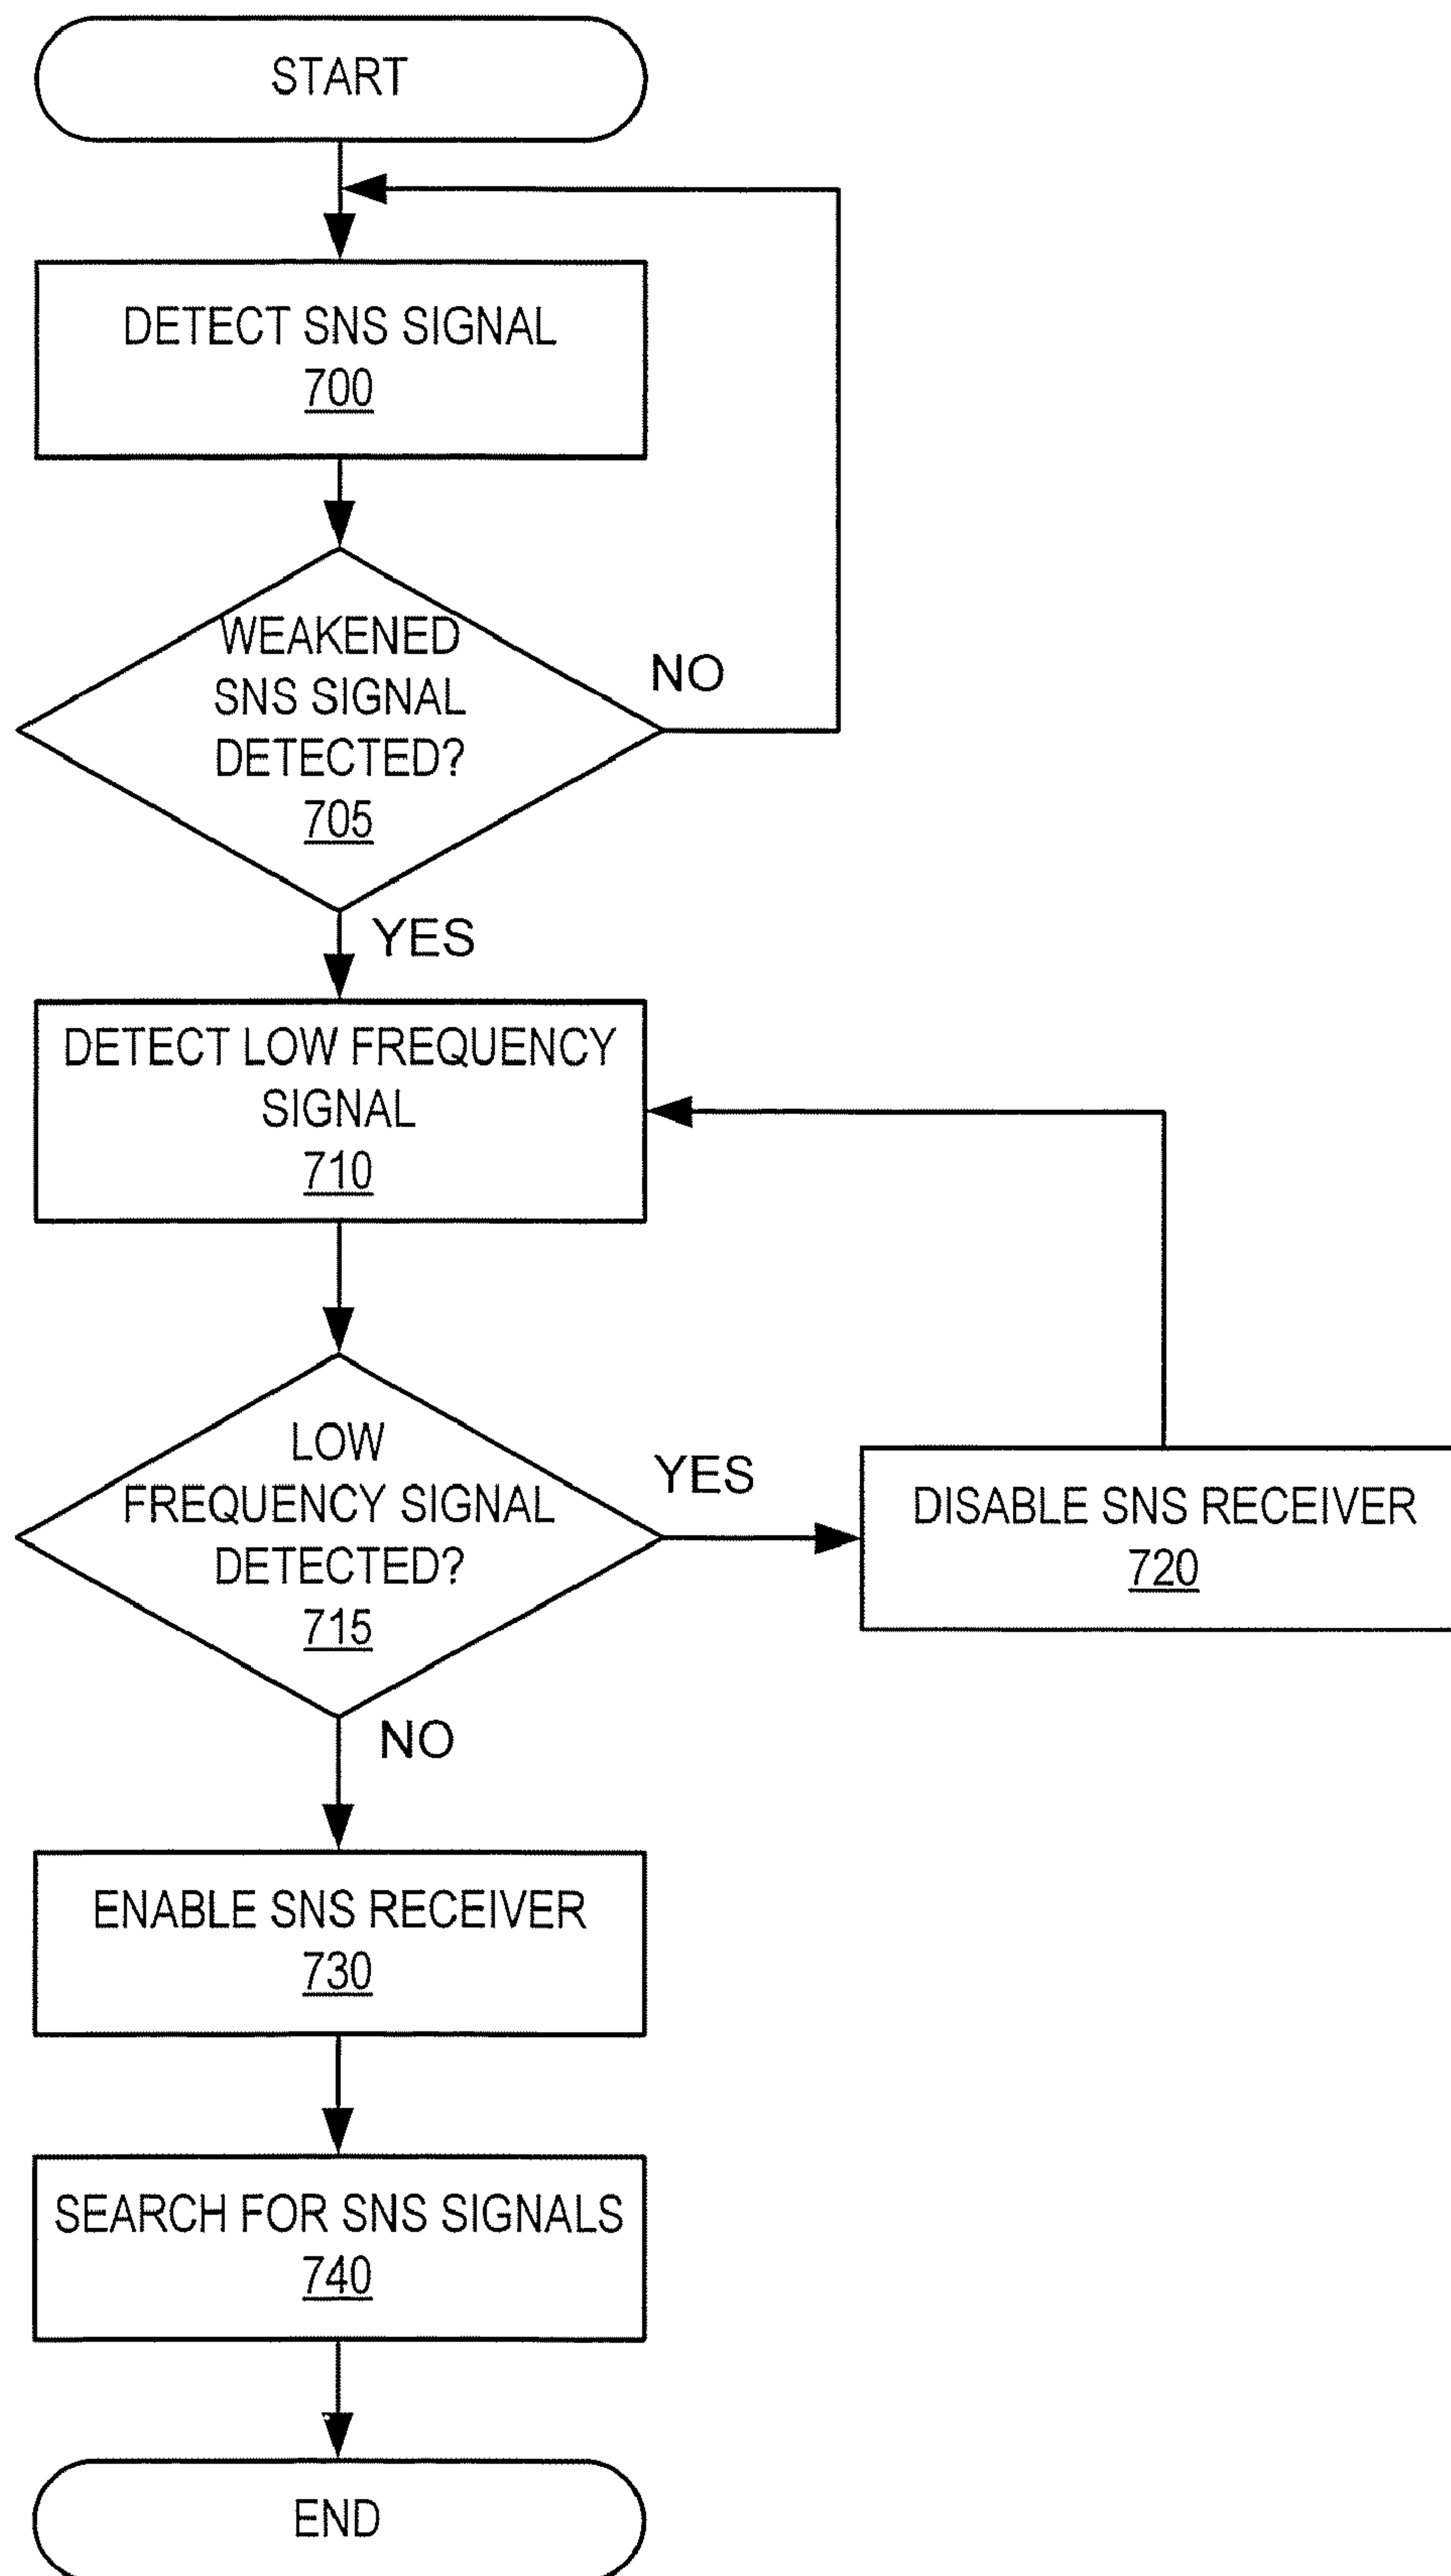 START
DETECT SNS SIGNAL
700
WEAKENED
SNS SIGNAL
DETECTED?
705
NO
YES
DETECT LOW FREQUENCY
SIGNAL
710
LOW
FREQUENCY SIGNAL
DETECTED?
715
YES
DISABLE SNS RECEIVER
720
NO
ENABLE SNS RECEIVER
730
SEARCH FOR SNS SIGNALS
740
END